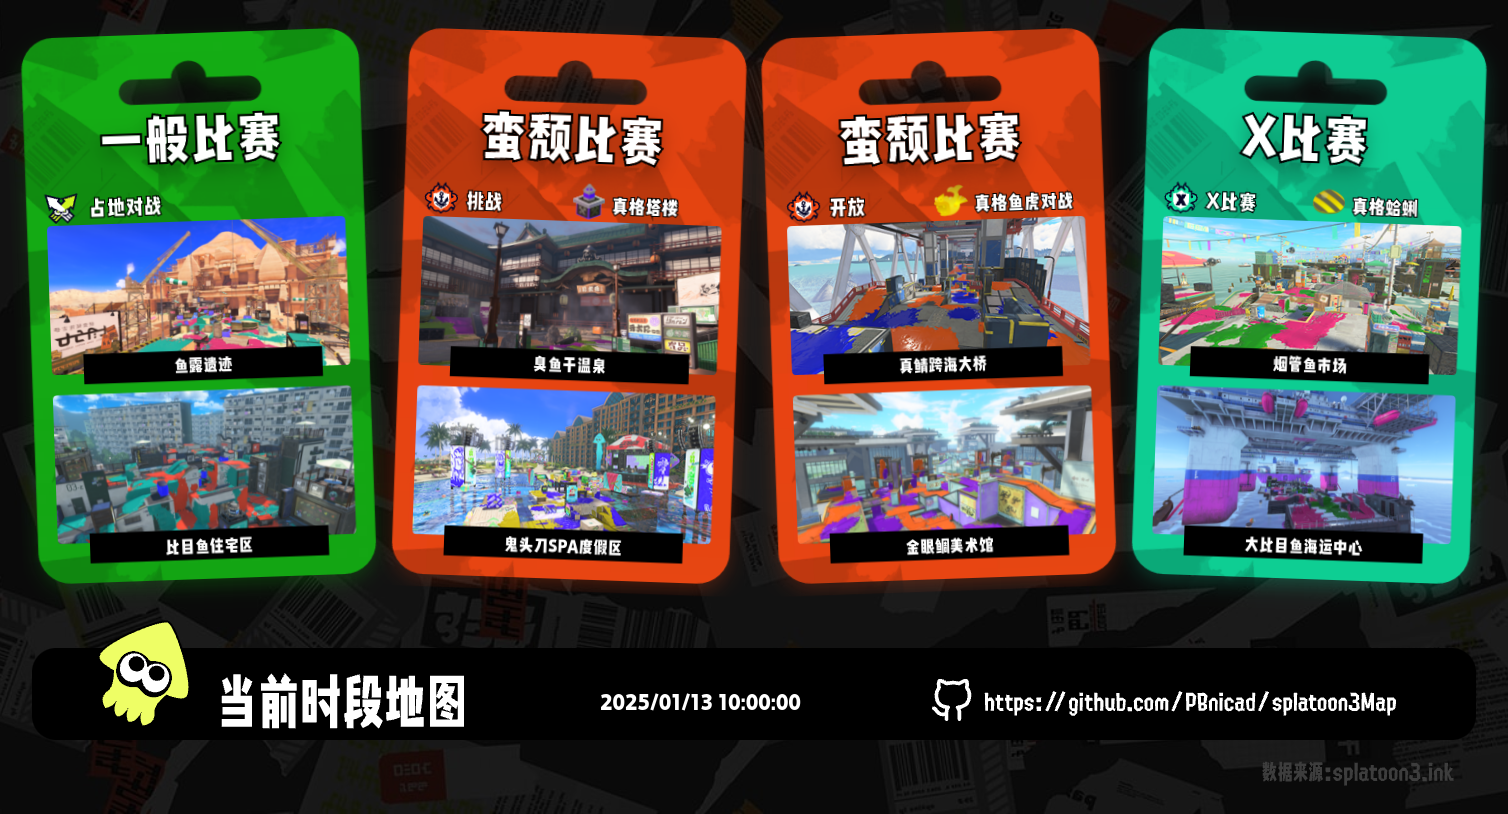 一般比赛
占地对战
鱼露遗迹
比目鱼住宅区
蛮颓比赛
挑战
真格塔楼
臭鱼干温泉
鬼头刀SPA度假区
蛮颓比赛
开放
真格鱼虎对战
真鲭跨海大桥
金眼鲷美术馆
X比赛
X比赛
真格蛤蜊
烟管鱼市场
大比目鱼海运中心
当前时段地图
2025/01/13 10:00:00
https://github.com/PBnicad/splatoon3Map
数据来源:splatoon3.ink